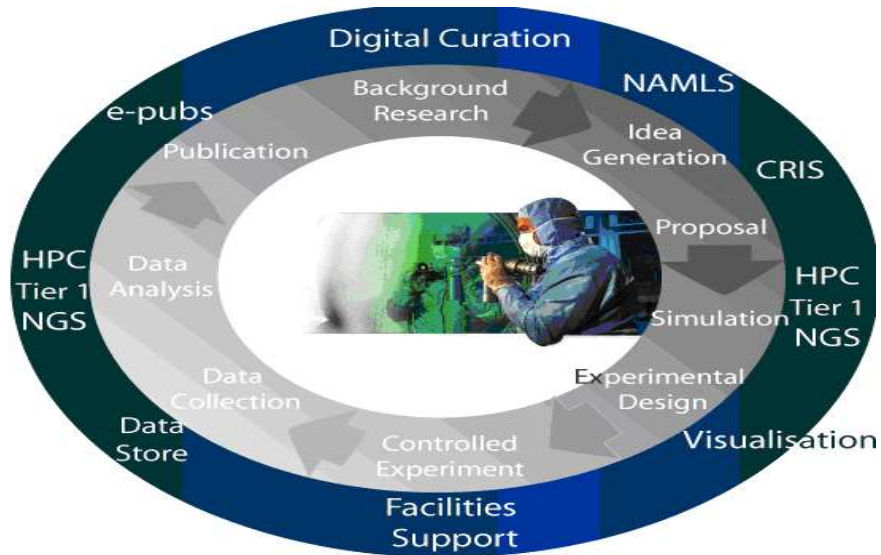 Digital Curation
NAMLS
CRIS
HPC
Tier 1
NGS
Visualisation
Facilities
Support
Data
Store
HPC
Tier 1
NGS
e-pubs
Background
Research
Idea
Generation
Proposal
Simulation
Experimental
Design
Controlled
Experiment
Data
Collection
Data
Analysis
Publication